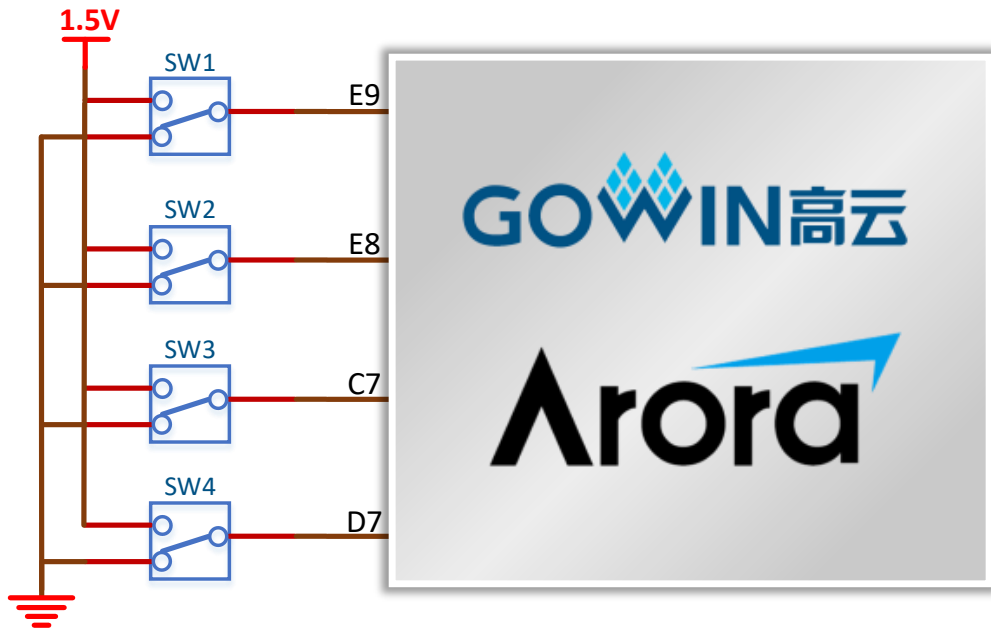 1.5V
SW1
E9
SW2
E8
SW3
C7
SW4
D7
GOWIN高云
Arora